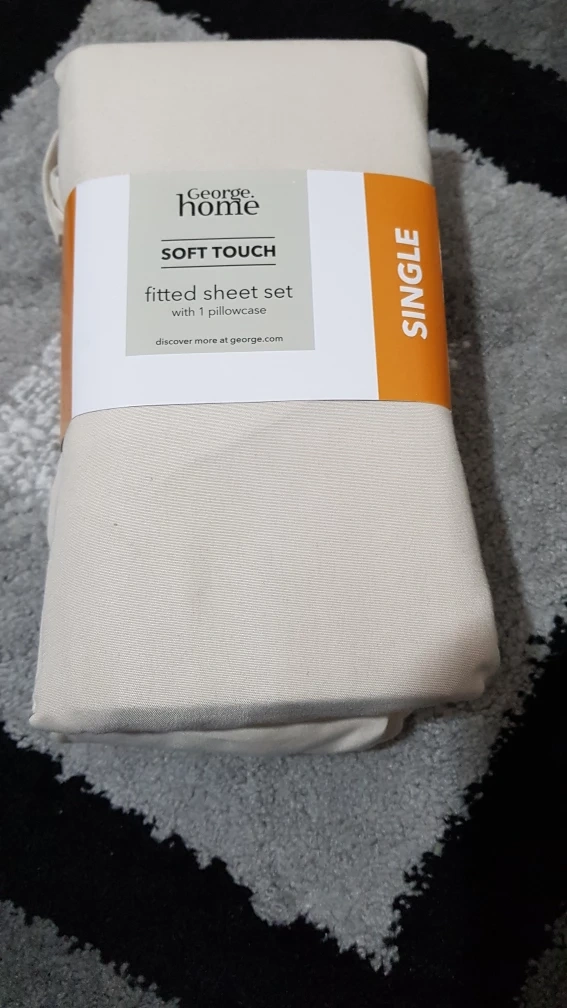 George.
home
SOFT TOUCH
fitted sheet set
with 1 pillowcase
discover more at george.com
SINGLE